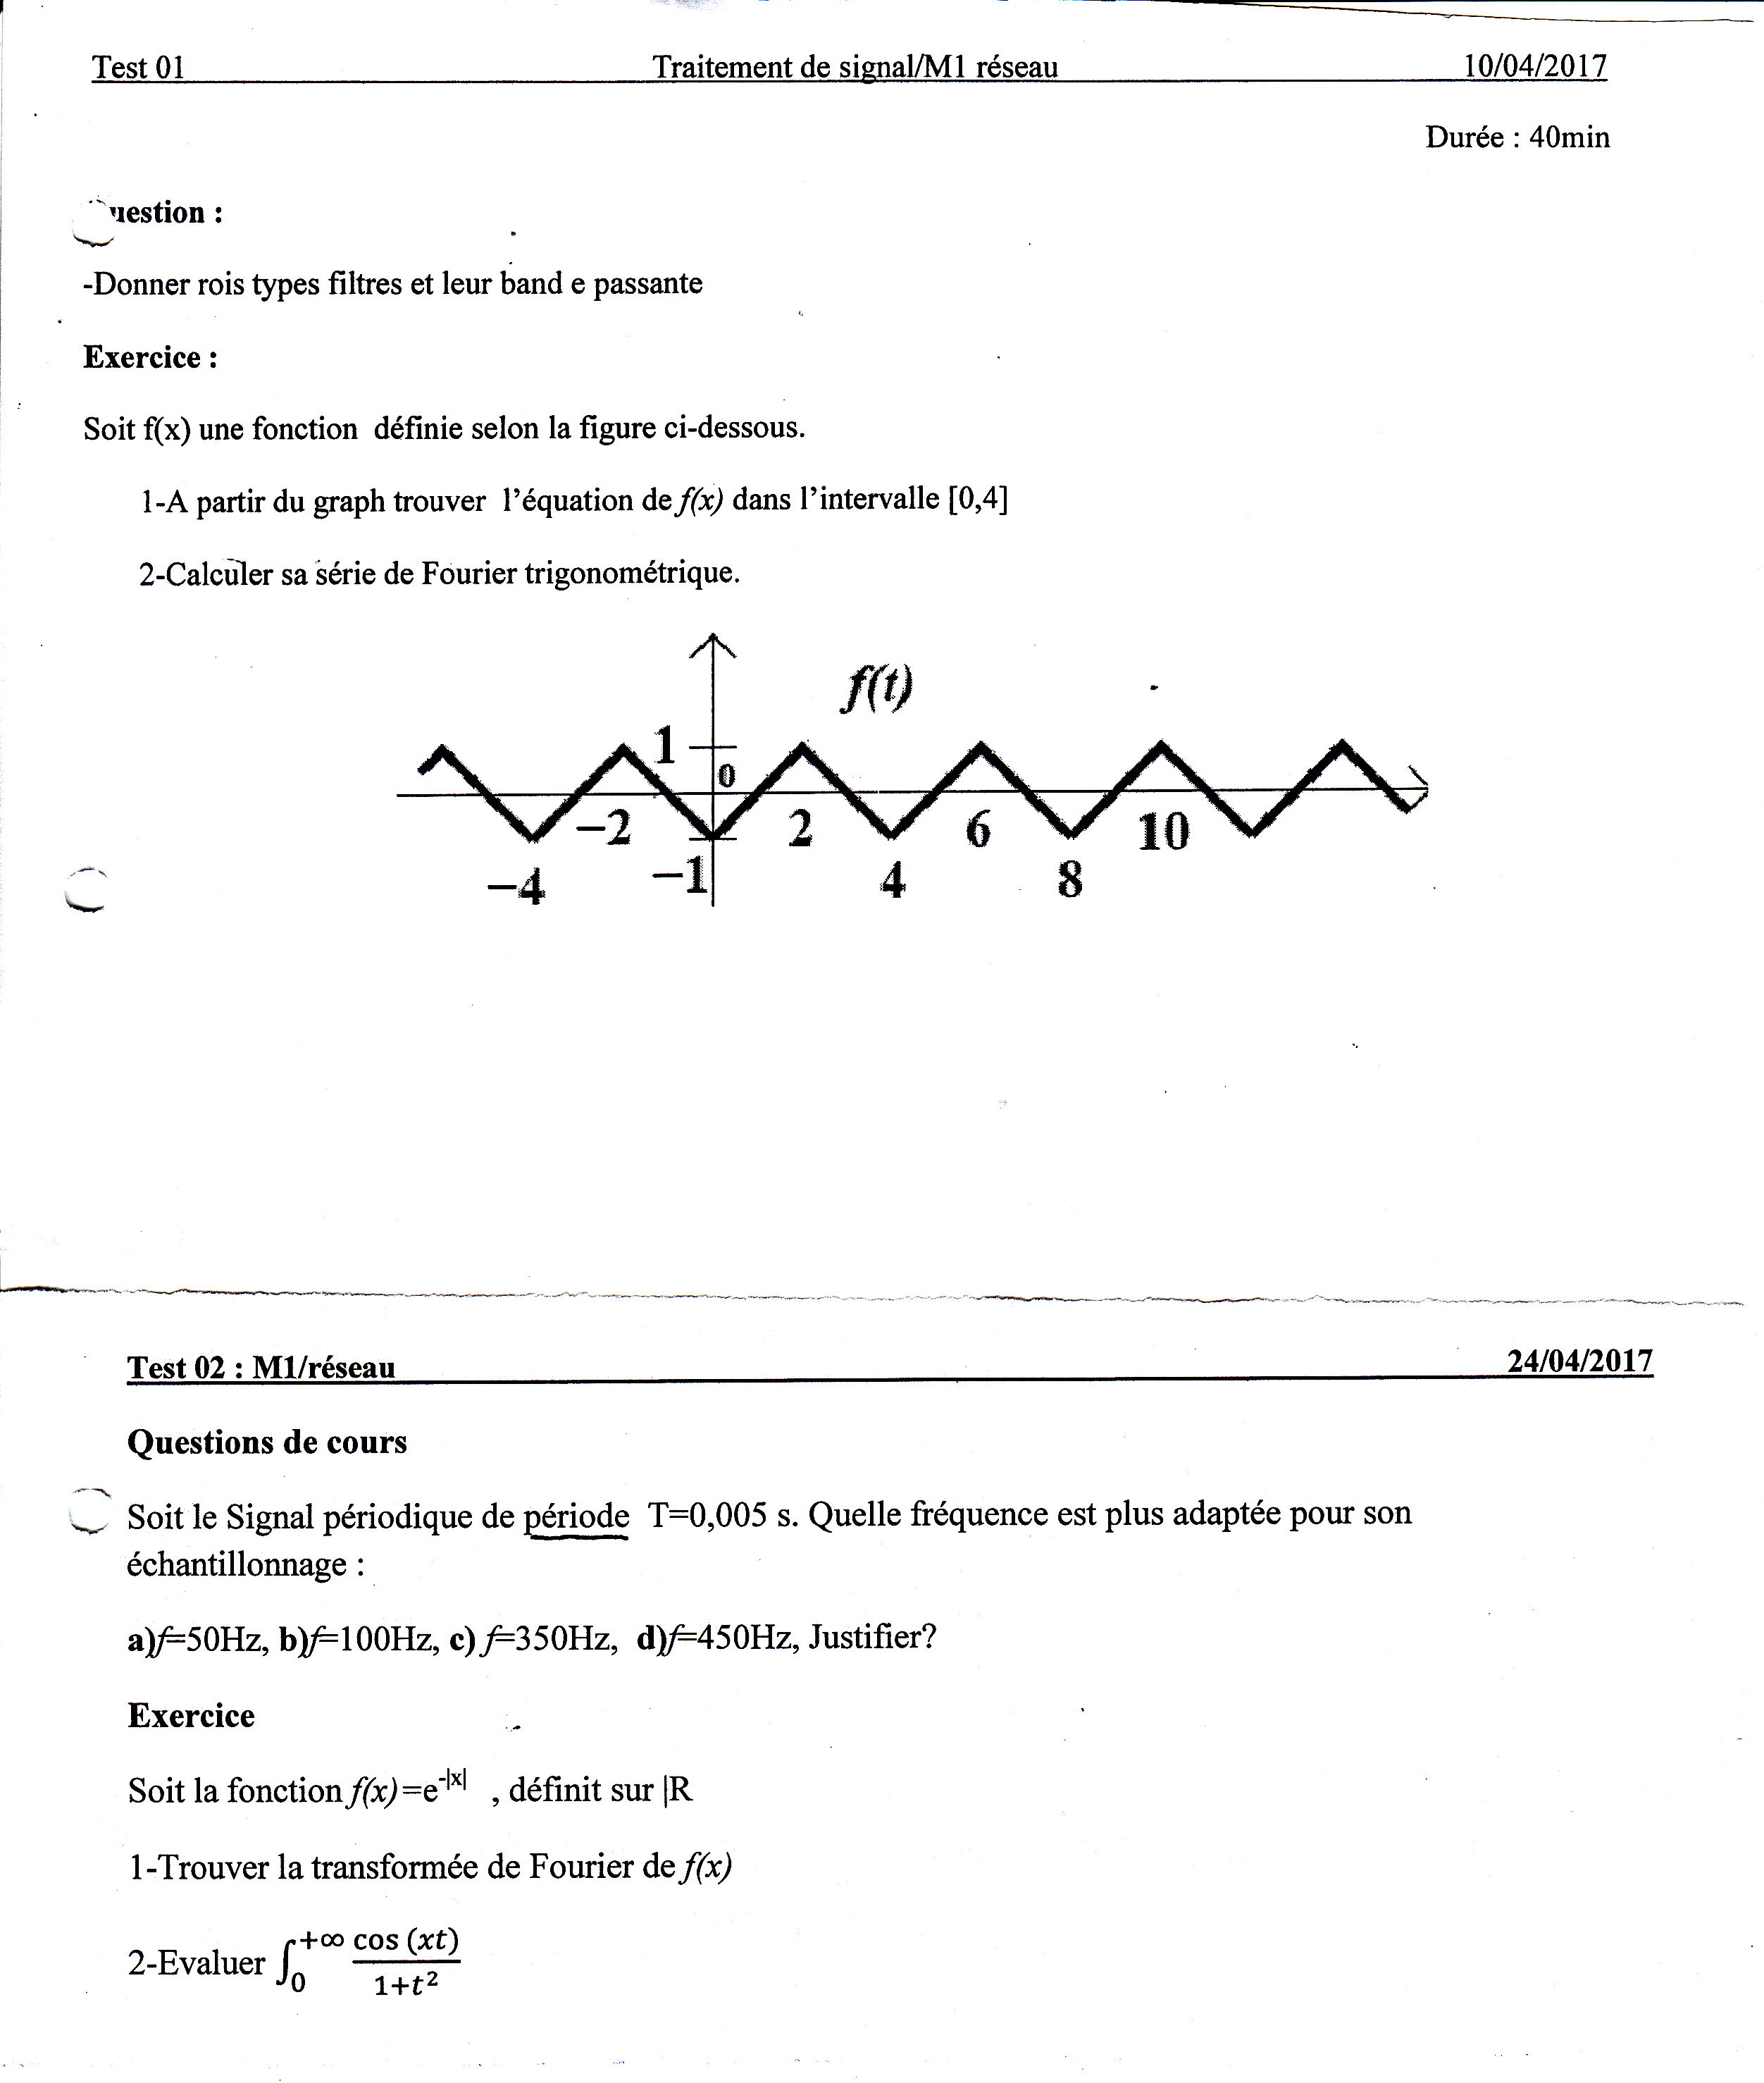 Test 01 Traitement de signal/M1 réseau 10/04/2017
Durée : 40min
uestion :
-Donner rois types filtres et leur band e passante
Exercice :
Soit f(x) une fonction définie selon la figure ci-dessous.
1-A partir du graph trouver l'équation de f(x) dans l'intervalle [0,4]
2-Calculer sa série de Fourier trigonométrique.
f(t)
1
0
-2 2 6 10
-4 -1 4 8
Test 02 : M1/réseau 24/04/2017
Questions de cours
Soit le Signal périodique de période T=0,005 s. Quelle fréquence est plus adaptée pour son
échantillonnage :
a)f=50Hz, b)f=100Hz, c) f=350Hz, d)f=450Hz, Justifier?
Exercice
Soit la fonction f(x)=e^-|x| , définit sur |R
1-Trouver la transformée de Fourier de f(x)
2-Evaluer ∫₀^+∞ cos (xt) / 1+t²